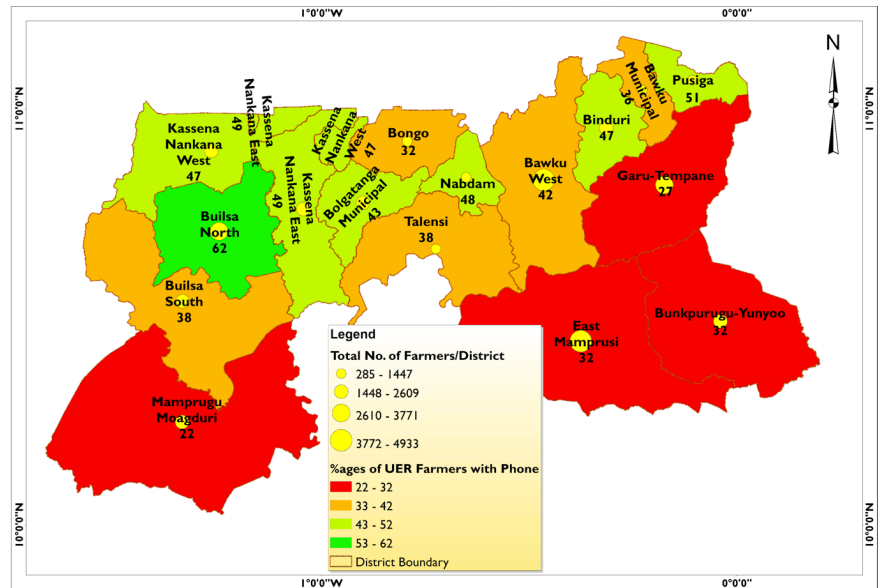 1°0'0"W
0°0'0"
N
11°0'0"N
11°0'0"N
Kassena
Nankana
West
47
Kassena
Nankana East
49
Kassena
Nankana
West
47
Bongo
32
Bawku
Municipal
36
Pusiga
51
Binduri
47
Bawku
West
42
Garu-Tempane
27
Nabdam
48
Kassena
Nankana East
49
Bolgatanga
Municipal
43
Talensi
38
Builsa
North
62
Builsa
South
38
Mamprugu
Moagduri
22
East
Mamprusi
32
Bunkpurugu-Yunyoo
32
Legend
Total No. of Farmers/District
285 - 1447
1448 - 2609
2610 - 3771
3772 - 4933
%ages of UER Farmers with Phone
22 - 32
33 - 42
43 - 52
53 - 62
District Boundary
10°0'0"N
10°0'0"N
1°0'0"W
0°0'0"